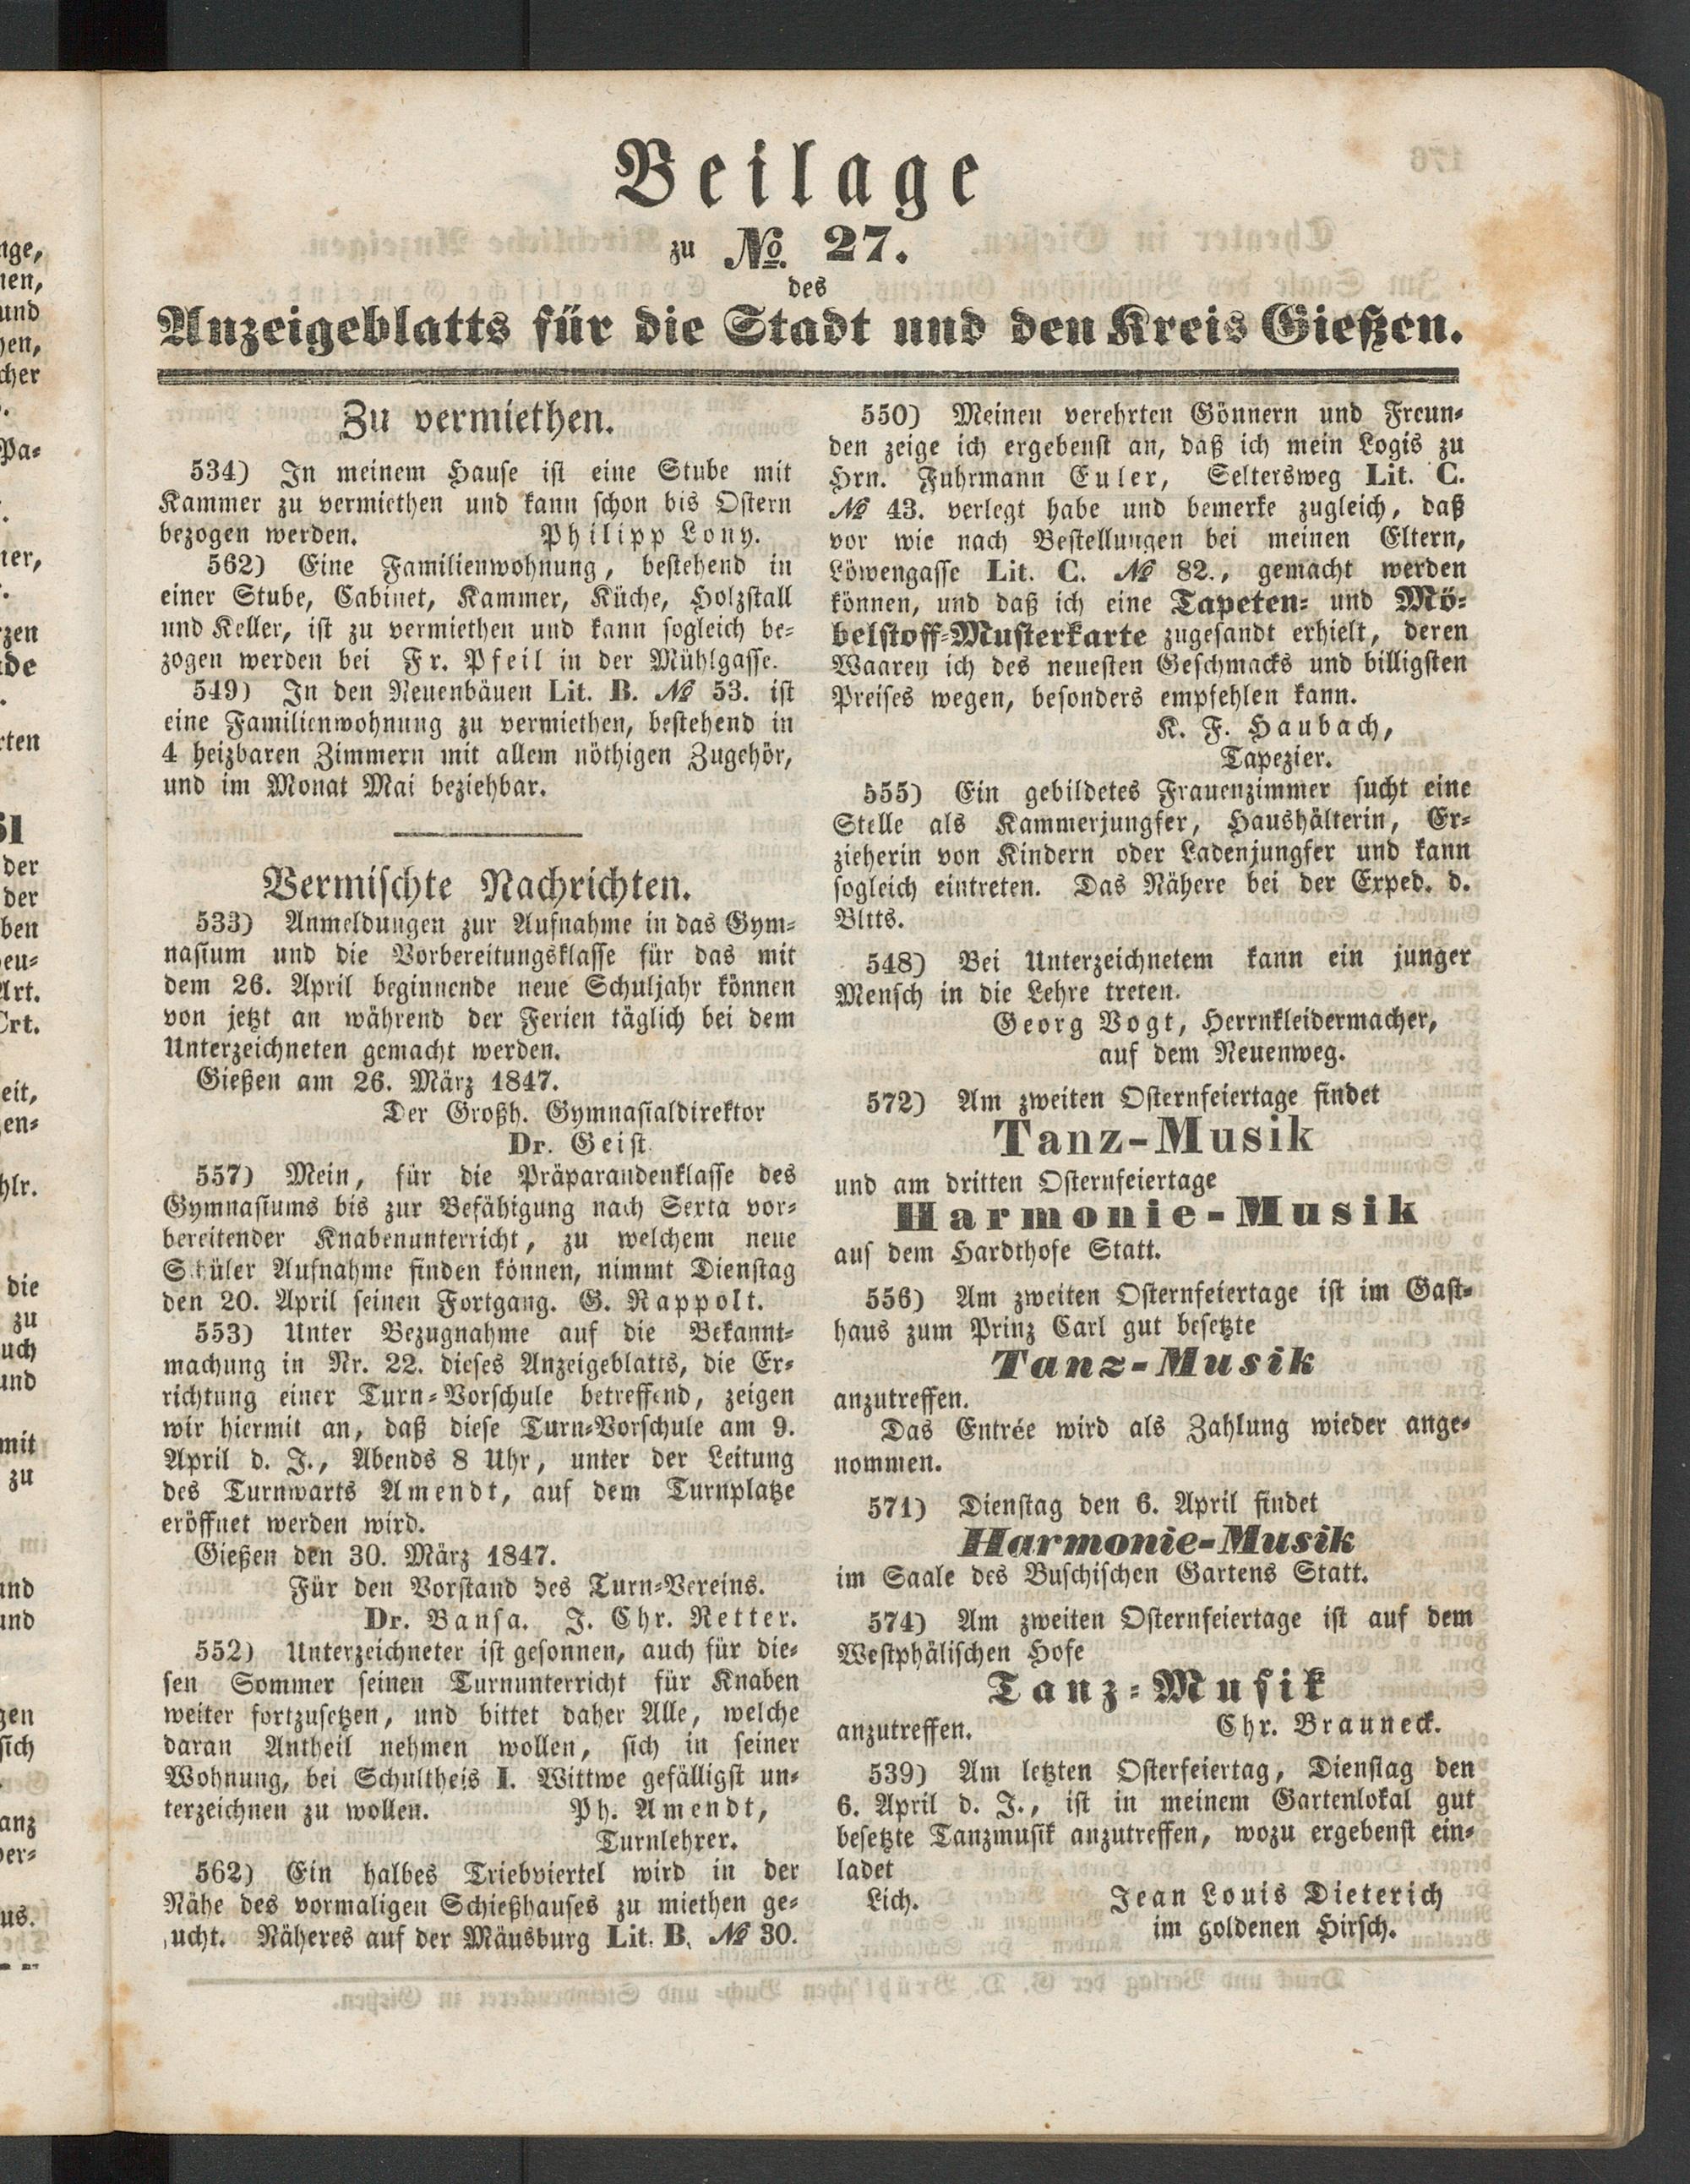 Beilage
zu № 27.
des
Anzeigeblatts für die Stadt und den Kreis Gießen.
Zu vermiethen.
534) In meinem Hause ist eine Stube mit
Kammer zu vermiethen und kann schon bis Ostern
bezogen werden. Philipp Lony.
562) Eine Familienwohnung, bestehend in
einer Stube, Cabinet, Kammer, Küche, Holzstall
und Keller, ist zu vermiethen und kann sogleich be-
zogen werden bei Fr. Pfeil in der Mühlgasse.
549) In den Neuenbäuen Lit. B. № 53. ist
eine Familienwohnung zu vermiethen, bestehend in
4 heizbaren Zimmern mit allem nöthigen Zugehör,
und im Monat Mai beziehbar.
Vermischte Nachrichten.
533) Anmeldungen zur Aufnahme in das Gym-
nasium und die Vorbereitungsklasse für das mit
dem 26. April beginnende neue Schuljahr können
von jetzt an während der Ferien täglich bei dem
Unterzeichneten gemacht werden.
Gießen am 26. März 1847.
Der Großh. Gymnasialdirektor
Dr. Geist.
557) Mein, für die Präparandenklasse des
Gymnasiums bis zur Befähigung nach Sexta vor-
bereitender Knabenunterricht, zu welchem neue
Schüler Aufnahme finden können, nimmt Dienstag
den 20. April seinen Fortgang. G. Rappolt.
553) Unter Bezugnahme auf die Bekannt-
machung in Nr. 22. dieses Anzeigeblatts, die Er-
richtung einer Turn-Vorschule betreffend, zeigen
wir hiermit an, daß diese Turn-Vorschule am 9.
April d. J., Abends 8 Uhr, unter der Leitung
des Turnwarts Amendt, auf dem Turnplatze
eröffnet werden wird.
Gießen den 30. März 1847.
Für den Vorstand des Turn-Vereins.
Dr. Bansa. J. Chr. Netter.
552) Unterzeichneter ist gesonnen, auch für die-
sen Sommer seinen Turnunterricht für Knaben
weiter fortzusetzen, und bittet daher Alle, welche
daran Antheil nehmen wollen, sich in seiner
Wohnung, bei Schultheis I. Wittwe gefälligst un-
terzeichnen zu wollen. Ph. Amendt,
Turnlehrer.
562) Ein halbes Triebviertel wird in der
Nähe des vormaligen Schießhauses zu miethen ge-
sucht. Näheres auf der Mäusburg Lit. B. № 30.
550) Meinen verehrten Gönnern und Freun-
den zeige ich ergebenst an, daß ich mein Logis zu
Hrn. Fuhrmann Euler, Seltersweg Lit. C.
№ 43. verlegt habe und bemerke zugleich, daß
vor wie nach Bestellungen bei meinen Eltern,
Löwengasse Lit. C. № 82., gemacht werden
können, und daß ich eine Tapeten- und Mö-
belstoff-Musterkarte zugesandt erhielt, deren
Waaren ich des neuesten Geschmacks und billigsten
Preises wegen, besonders empfehlen kann.
K. F. Haubach,
Tapezier.
555) Ein gebildetes Frauenzimmer sucht eine
Stelle als Kammerjungfer, Haushälterin, Er-
zieherin von Kindern oder Ladenjungfer und kann
sogleich eintreten. Das Nähere bei der Exped. d.
Bltts.
548) Bei Unterzeichnetem kann ein junger
Mensch in die Lehre treten.
Georg Vogt, Herrnkleidermacher,
auf dem Neuenweg.
572) Am zweiten Osternfeiertage findet
Tanz-Musik
und am dritten Osternfeiertage
Harmonie-Musik
auf dem Hardthofe Statt.
556) Am zweiten Osternfeiertage ist im Gast-
haus zum Prinz Carl gut besetzte
Tanz-Musik
anzutreffen.
Das Entrée wird als Zahlung wieder ange-
nommen.
571) Dienstag den 6. April findet
Harmonie-Musik
im Saale des Buschischen Gartens Statt.
574) Am zweiten Osternfeiertage ist auf dem
Westphälischen Hofe
Tanz-Musik
anzutreffen. Chr. Brauneck.
539) Am letzten Osterfeiertag, Dienstag den
6. April d. J., ist in meinem Gartenlokal gut
besetzte Tanzmusik anzutreffen, wozu ergebenst ein-
ladet
Lich. Jean Louis Dieterich
im goldenen Hirsch.